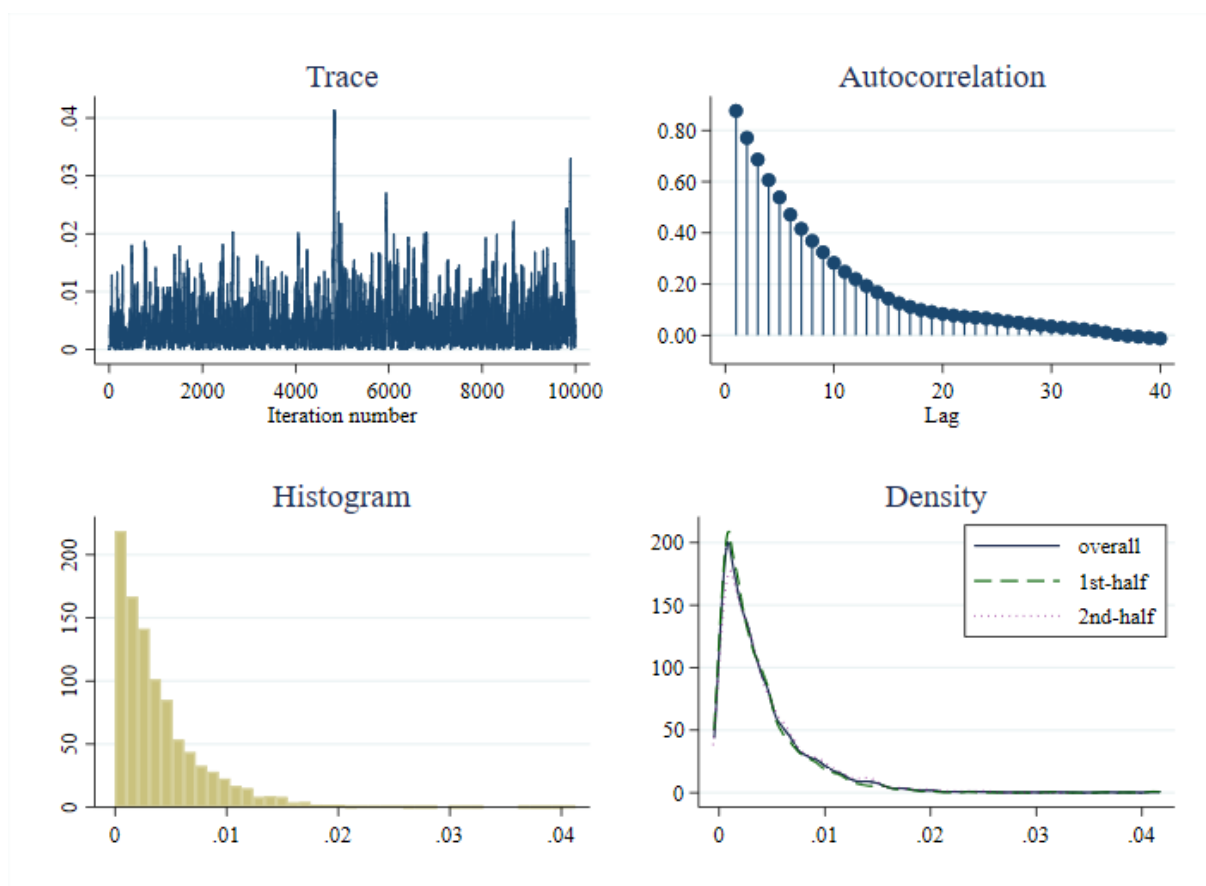 Trace
.04
.03
.02
.01
0
0 2000 4000 6000 8000 10000
Iteration number
Autocorrelation
0.80
0.60
0.40
0.20
0.00
0 10 20 30 40
Lag
Histogram
200
150
100
50
0
0 .01 .02 .03 .04
Density
200
150
100
50
0
0 .01 .02 .03 .04
overall
1st-half
2nd-half